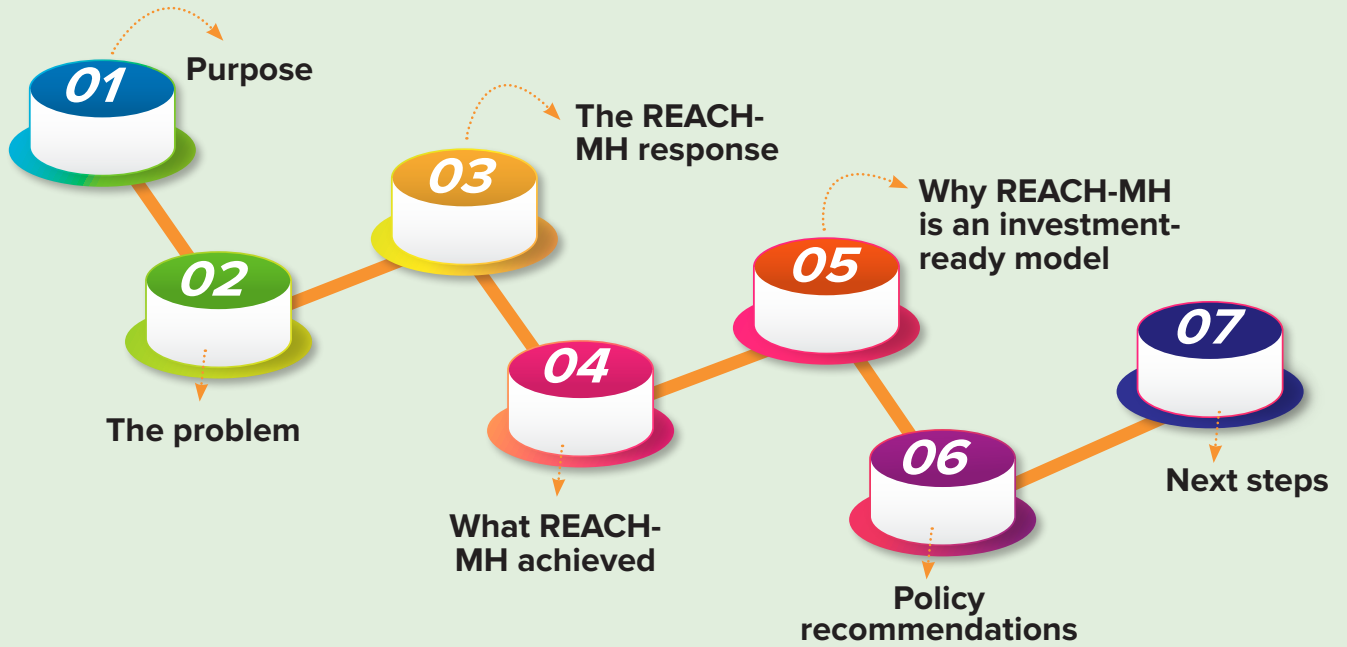 01
Purpose
02
The problem
03
The REACH-
MH response
04
What REACH-
MH achieved
05
Why REACH-MH
is an investment-
ready model
06
Policy
recommendations
07
Next steps